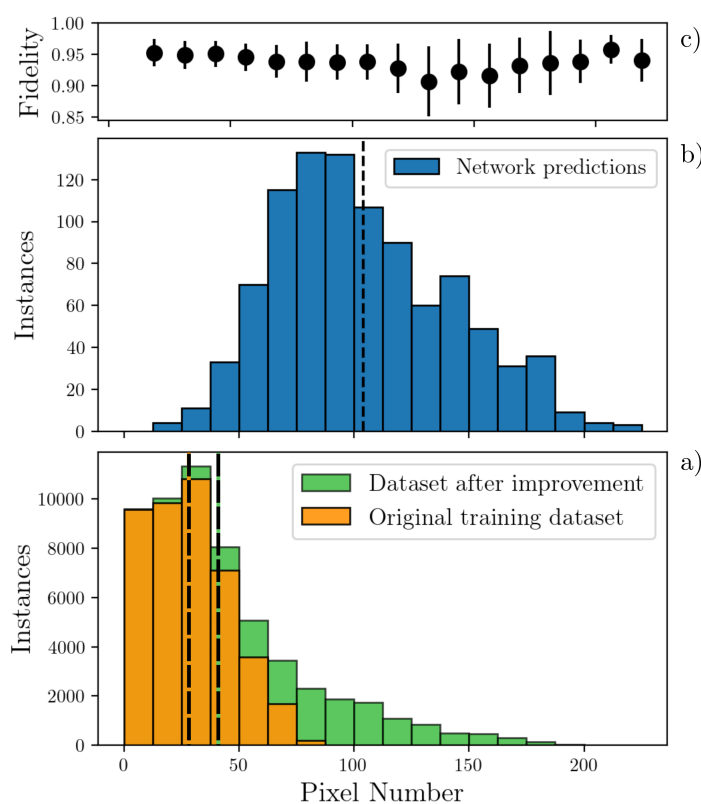 1.00
0.95
0.90
0.85
Fidelity
c)
120
100
80
60
40
20
0
Instances
Network predictions
b)
10000
8000
6000
4000
2000
0
Instances
Dataset after improvement
Original training dataset
a)
0 50 100 150 200
Pixel Number